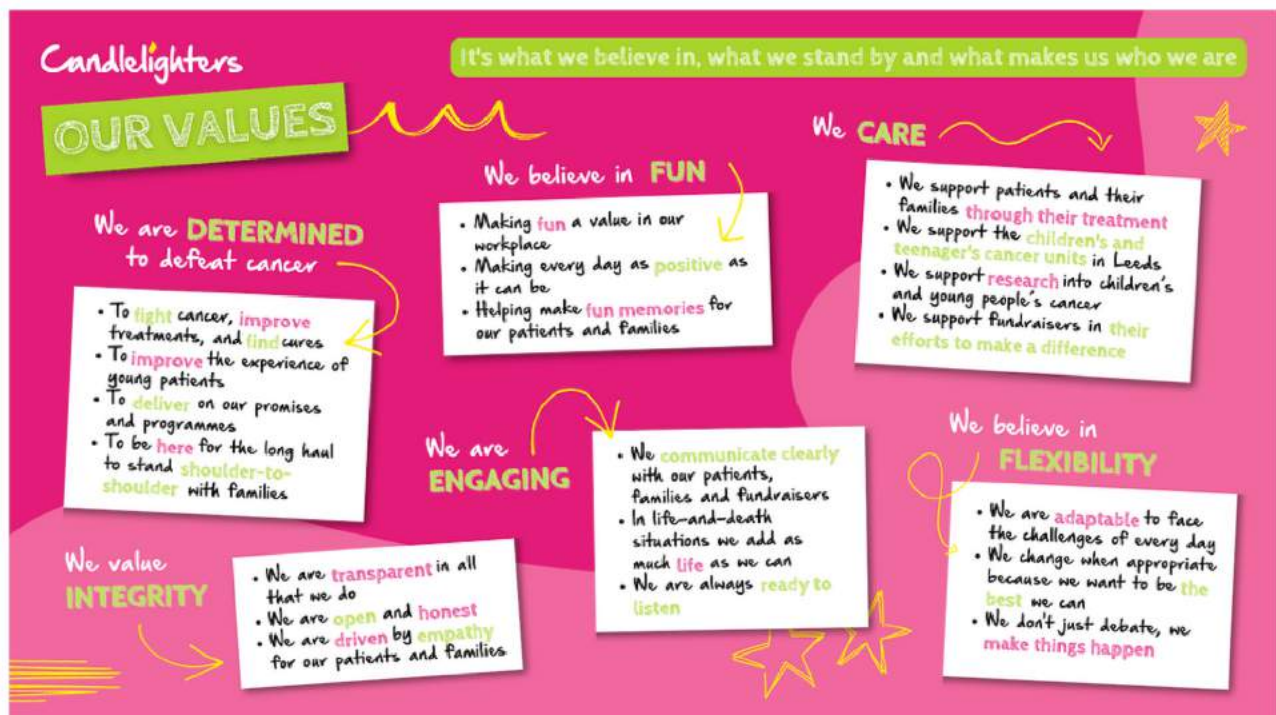 Candlelighters
It's what we believe in, what we stand by and what makes us who we are
OUR VALUES
We are DETERMINED
to defeat cancer
• To fight cancer, improve
treatments, and find cures
• To improve the experience of
young patients
• To deliver on our promises
and programmes
• To be here for the long haul
to stand shoulder-to-
shoulder with families
We believe in FUN
• Making fun a value in our
workplace
• Making every day as positive as
it can be
• Helping make fun memories for
our patients and families
We CARE
• We support patients and their
families through their treatment
• We support the children's and
teenager's cancer units in Leeds
• We support research into children's
and young people's cancer
• We support fundraisers in their
efforts to make a difference
We value
INTEGRITY
• We are transparent in all
that we do
• We are open and honest
• We are driven by empathy
for our patients and families
We are
ENGAGING
• We communicate clearly
with our patients,
families and fundraisers
• In life-and-death
situations we add as
much life as we can
• We are always ready to
listen
We believe in
FLEXIBILITY
• We are adaptable to face
the challenges of every day
• We change when appropriate
because we want to be the
best we can
• We don't just debate, we
make things happen